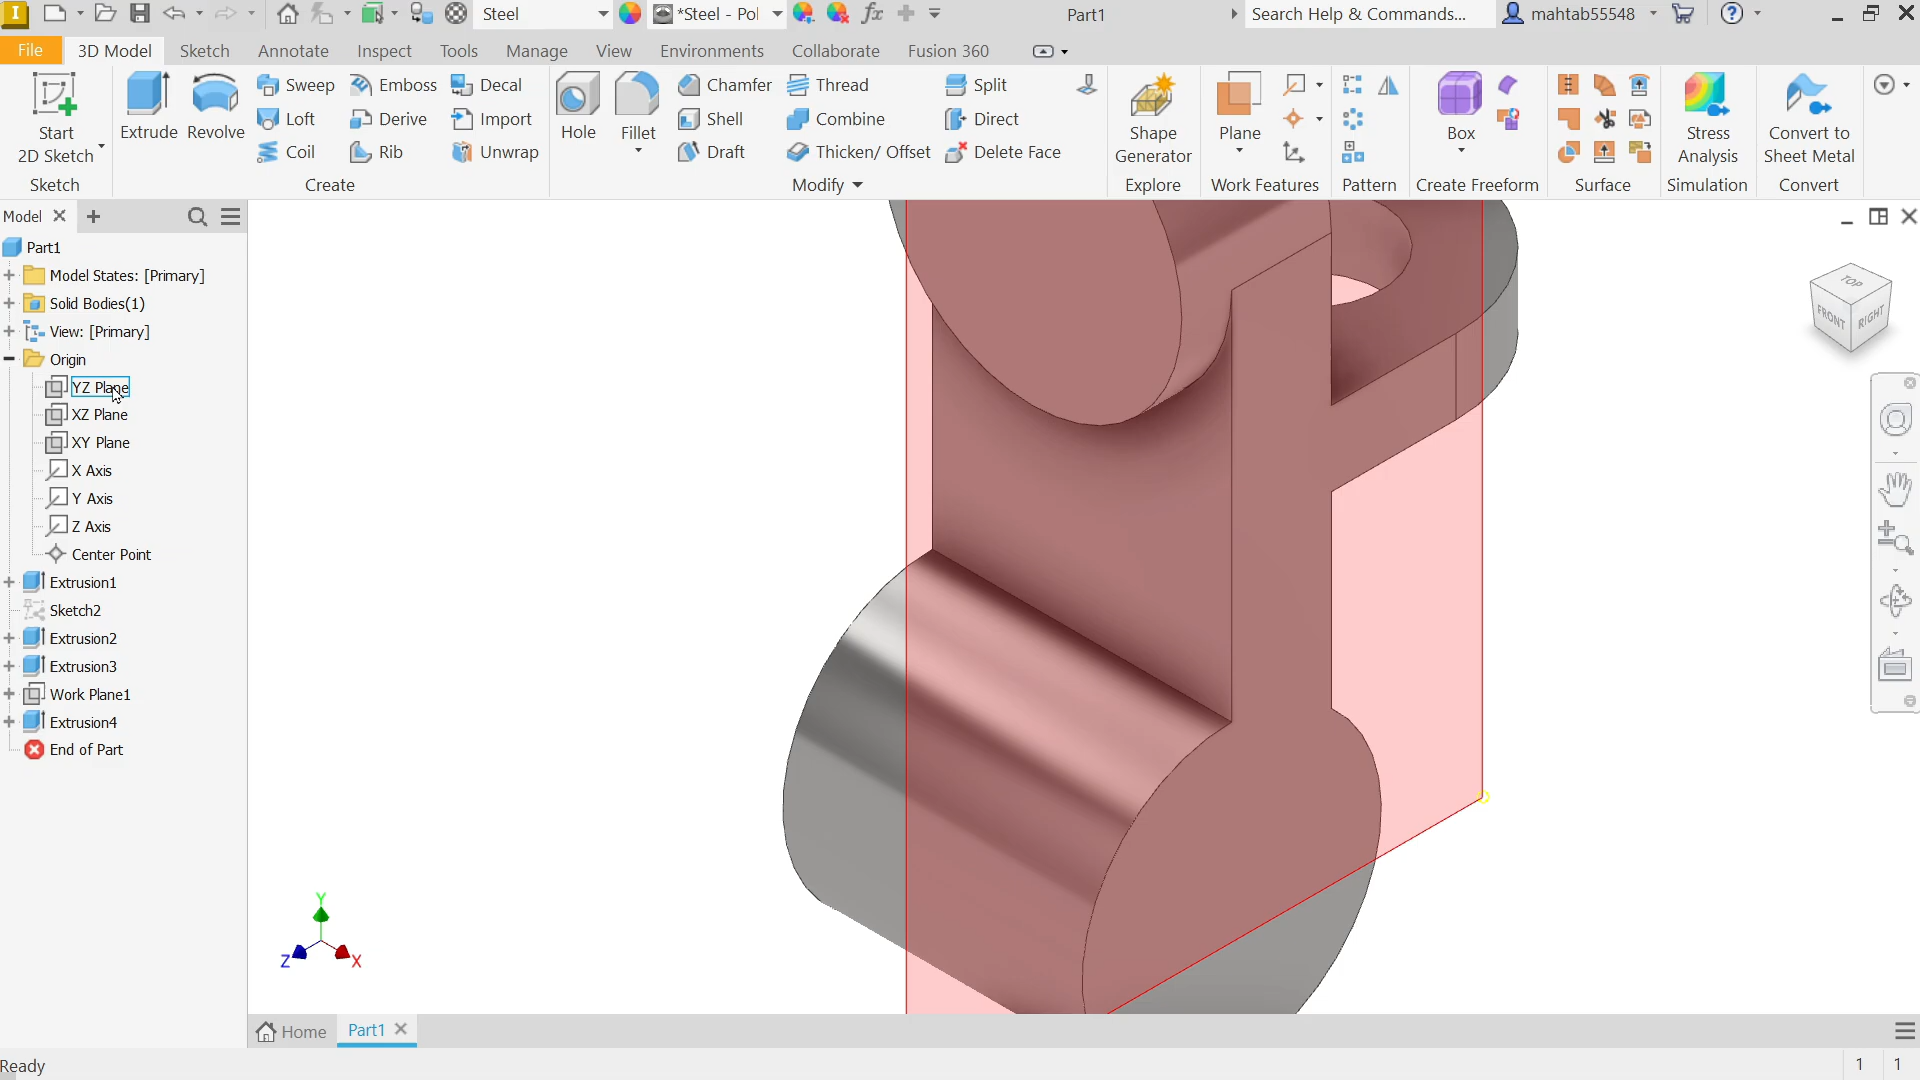 Steel
*Steel - Pol
fx
Part1
Search Help & Commands...
mahtab55548
File
3D Model
Sketch
Annotate
Inspect
Tools
Manage
View
Environments
Collaborate
Fusion 360
Start
2D Sketch
Sketch
Extrude
Revolve
Sweep
Emboss
Decal
Loft
Derive
Import
Coil
Rib
Unwrap
Create
Hole
Fillet
Chamfer
Thread
Split
Shell
Combine
Direct
Draft
Thicken/ Offset
Delete Face
Modify
Shape
Generator
Explore
Plane
Work Features
Pattern
Box
Create Freeform
Surface
Stress
Analysis
Simulation
Convert to
Sheet Metal
Convert
Model
Part1
Model States: [Primary]
Solid Bodies(1)
View: [Primary]
Origin
YZ Plane
XZ Plane
XY Plane
X Axis
Y Axis
Z Axis
Center Point
Extrusion1
Sketch2
Extrusion2
Extrusion3
Work Plane1
Extrusion4
End of Part
TOP
FRONT
RIGHT
Y
Z
X
Home
Part1
Ready
1
1